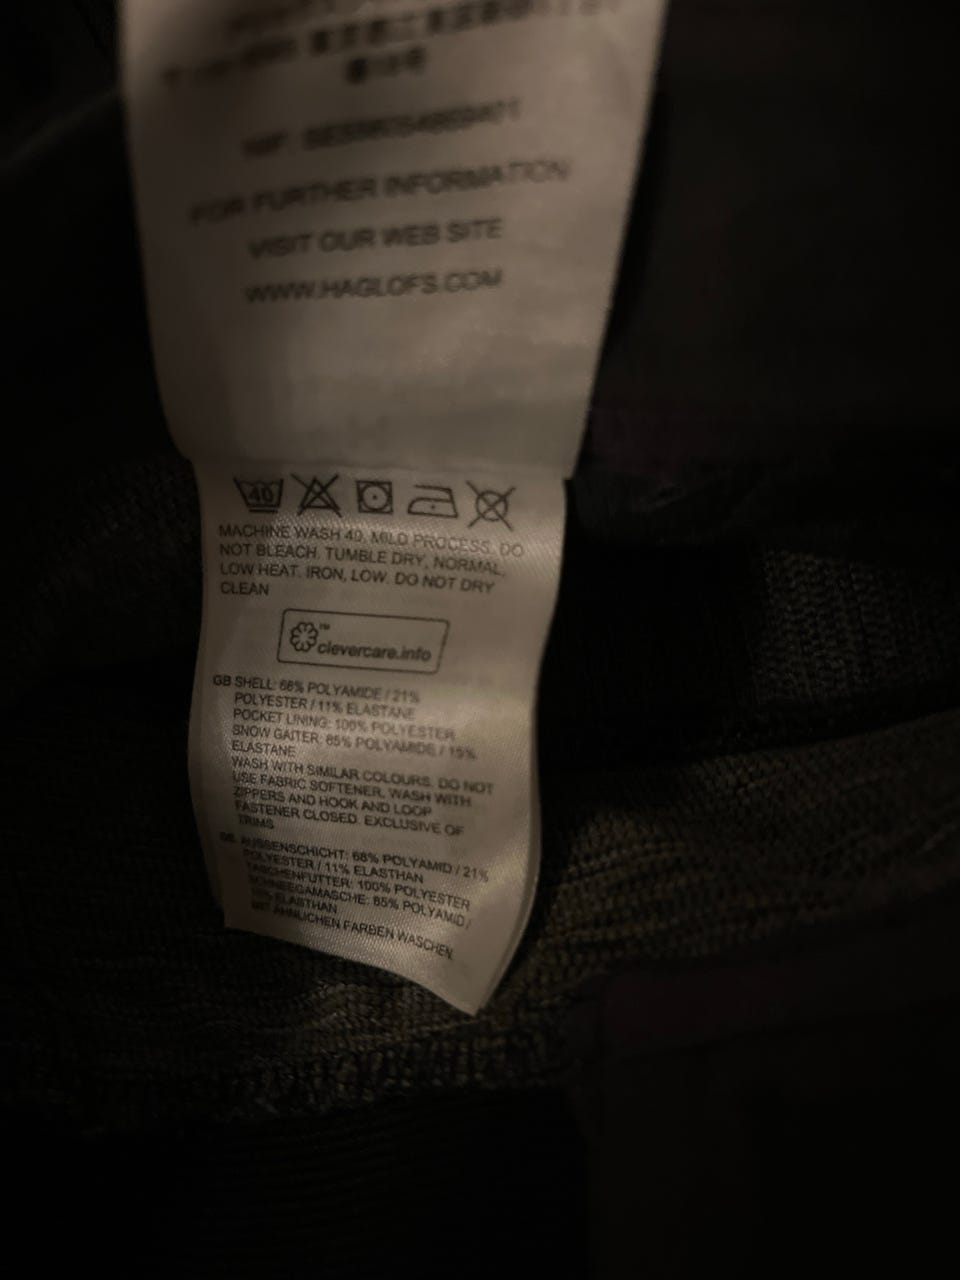 FOR FURTHER INFORMATION
VISIT OUR WEB SITE
WWW.HAGLOFS.COM
40
MACHINE WASH 40, MILD PROCESS. DO
NOT BLEACH. TUMBLE DRY, NORMAL,
LOW HEAT. IRON, LOW. DO NOT DRY
CLEAN
™
clevercare.info
GB SHELL: 68% POLYAMIDE / 21%
POLYESTER / 11% ELASTANE
POCKET LINING: 100% POLYESTER
SNOW GAITER: 85% POLYAMIDE / 15%
ELASTANE
WASH WITH SIMILAR COLOURS. DO NOT
USE FABRIC SOFTENER. WASH WITH
ZIPPERS AND HOOK AND LOOP
FASTENER CLOSED. EXCLUSIVE OF
TRIMS
AUSSENSCHICHT: 68% POLYAMID / 21%
POLYESTER / 11% ELASTHAN
TASCHENFUTTER: 100% POLYESTER
SCHNEEGAMASCHE: 85% POLYAMID /
ELASTHAN
MIT ÄHNLICHEN FARBEN WASCHEN.